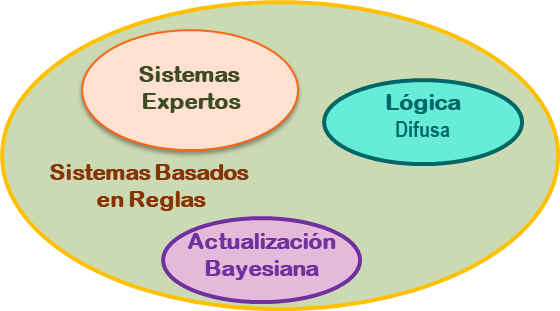 Sistemas
Expertos
Lógica
Difusa
Sistemas Basados
en Reglas
Actualización
Bayesiana